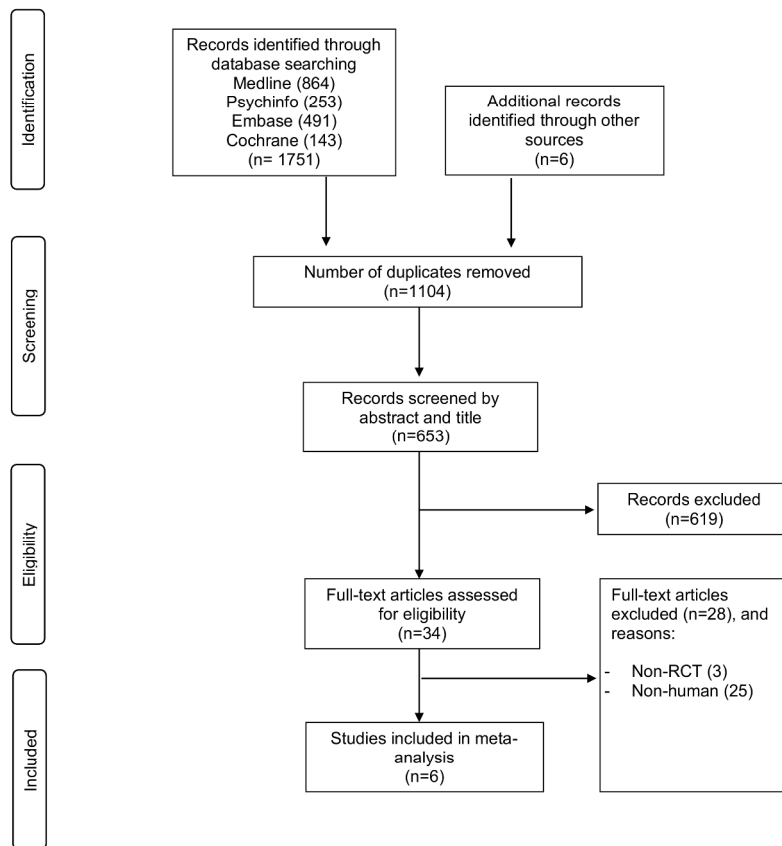 Identification
Records identified through
database searching
Medline (864)
Psychinfo (253)
Embase (491)
Cochrane (143)
(n= 1751)
Additional records
identified through other
sources
(n=6)
Screening
Number of duplicates removed
(n=1104)
Records screened by
abstract and title
(n=653)
Eligibility
Records excluded
(n=619)
Full-text articles assessed
for eligibility
(n=34)
Full-text articles
excluded (n=28), and
reasons:
- Non-RCT (3)
- Non-human (25)
Included
Studies included in meta-
analysis
(n=6)